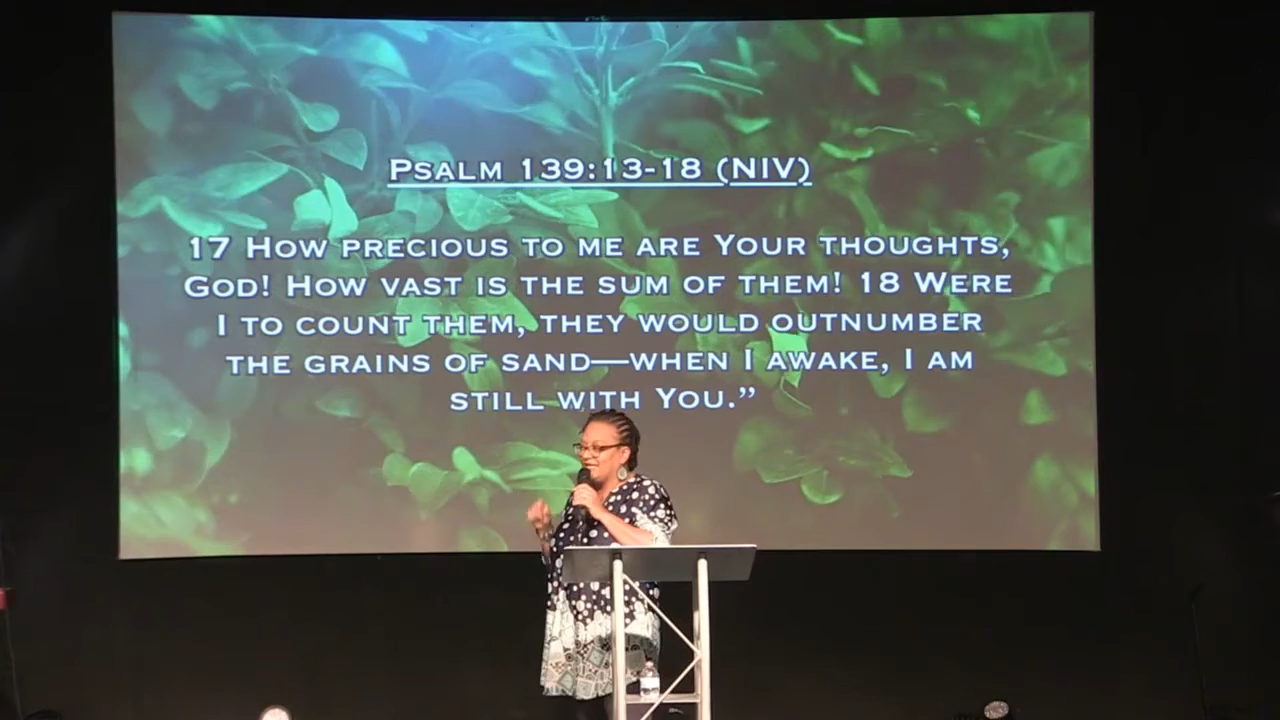 PSALM 139:13-18 (NIV)
17 HOW PRECIOUS TO ME ARE YOUR THOUGHTS,
GOD! HOW VAST IS THE SUM OF THEM! 18 WERE
I TO COUNT THEM, THEY WOULD OUTNUMBER
THE GRAINS OF SAND—WHEN I AWAKE, I AM
STILL WITH YOU.”